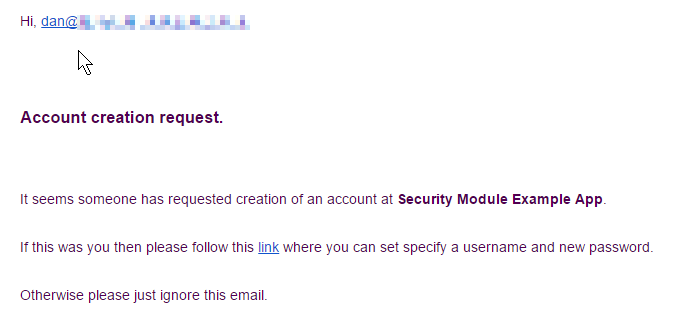 Hi, dan@
Account creation request.
It seems someone has requested creation of an account at Security Module Example App.
If this was you then please follow this link where you can set specify a username and new password.
Otherwise please just ignore this email.